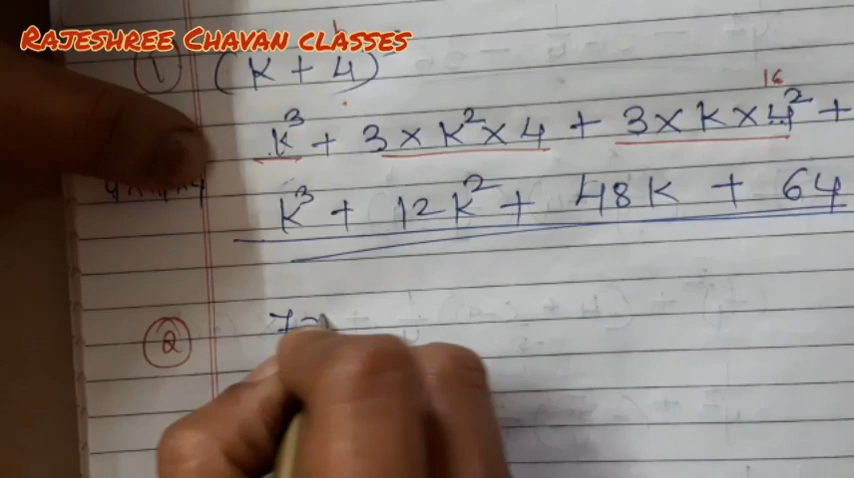 RAJESHREE CHAVAN CLASSES
① (K + 4)
16
K³ + 3 × K² × 4 + 3 × K × 4² +
K³ + 12K² + 48K + 64
②